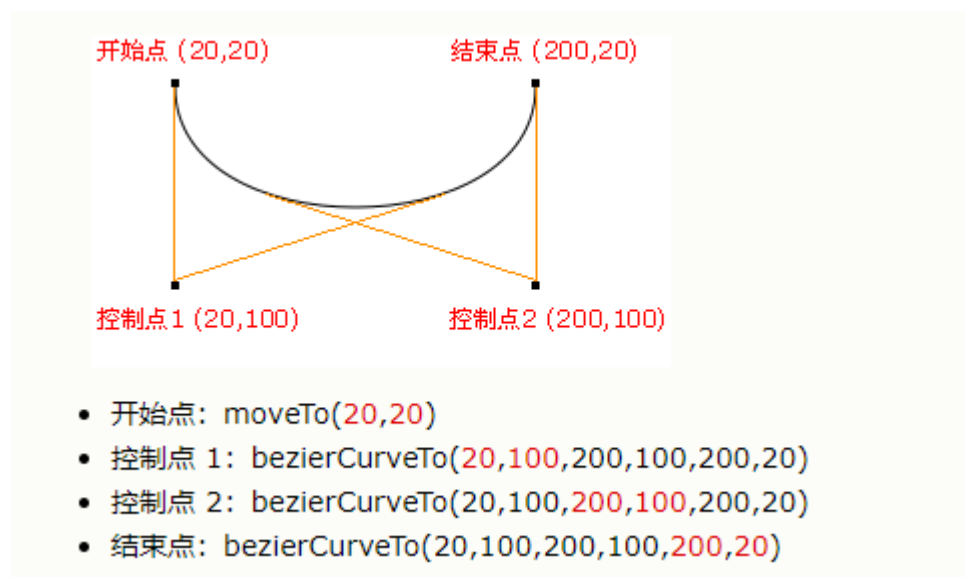 开始点 (20,20) 结束点 (200,20)
控制点1 (20,100) 控制点2 (200,100)
• 开始点：moveTo(20,20)
• 控制点 1：bezierCurveTo(20,100,200,100,200,20)
• 控制点 2：bezierCurveTo(20,100,200,100,200,20)
• 结束点：bezierCurveTo(20,100,200,100,200,20)